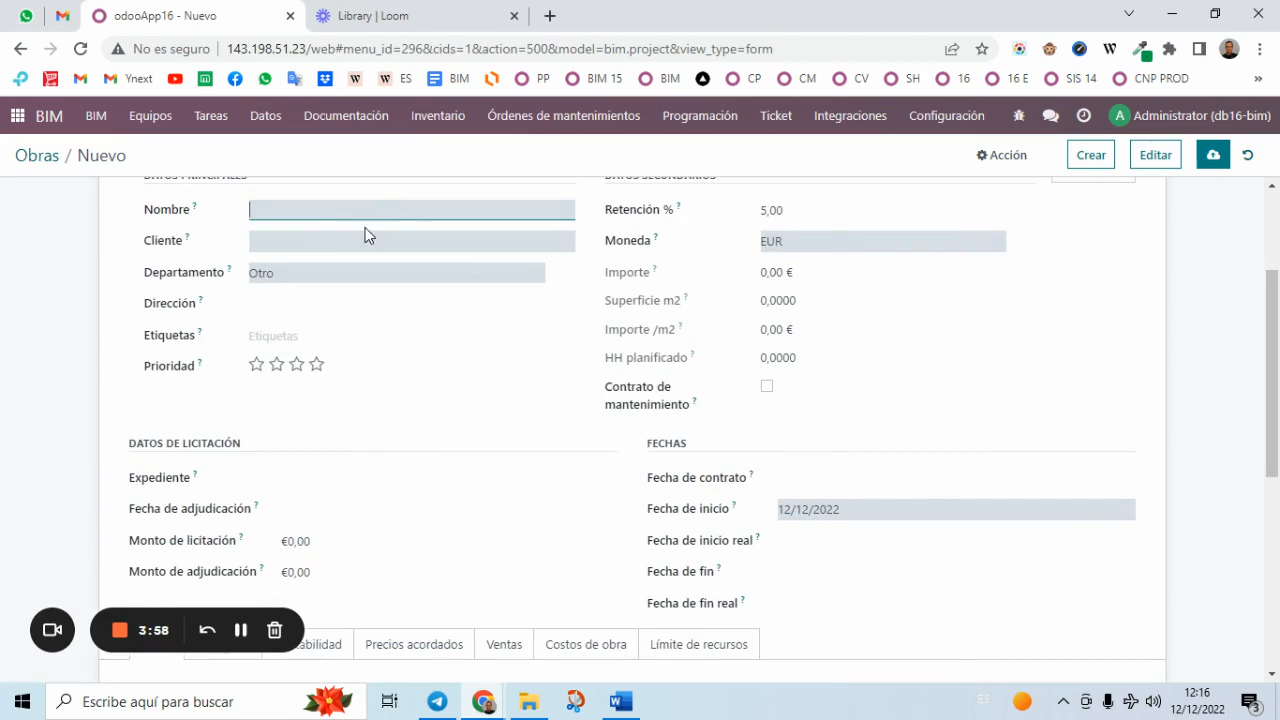 odooApp16 - Nuevo
Library | Loom
No es seguro
143.198.51.23/web#menu_id=296&cids=1&action=500&model=bim.project&view_type=form
Ynext ES BIM PP BIM 15 BIM CP CM CV SH 16 16 E SIS 14 CNP PROD »
BIM BIM Equipos Tareas Datos Documentación Inventario Órdenes de mantenimientos Programación Ticket Integraciones Configuración A Administrator (db16-bim)
Obras / Nuevo Acción Crear Editar
DATOS PRINCIPALES DATOS SECUNDARIOS
Nombre ? Retención % ? 5,00
Cliente ? Moneda ? EUR
Departamento ? Otro Importe ? 0,00 €
Dirección ? Superficie m2 ? 0,0000
Etiquetas ? Etiquetas Importe /m2 ? 0,00 €
Prioridad ? HH planificado ? 0,0000
Contrato de
mantenimiento ?
DATOS DE LICITACIÓN FECHAS
Expediente ? Fecha de contrato ?
Fecha de adjudicación ? Fecha de inicio ? 12/12/2022
Monto de licitación ? €0,00 Fecha de inicio real ?
Monto de adjudicación ? €0,00 Fecha de fin ?
Fecha de fin real ?
3:58
Precios acordados Ventas Costos de obra Límite de recursos
Escribe aquí para buscar
ES
12:16
12/12/2022
3